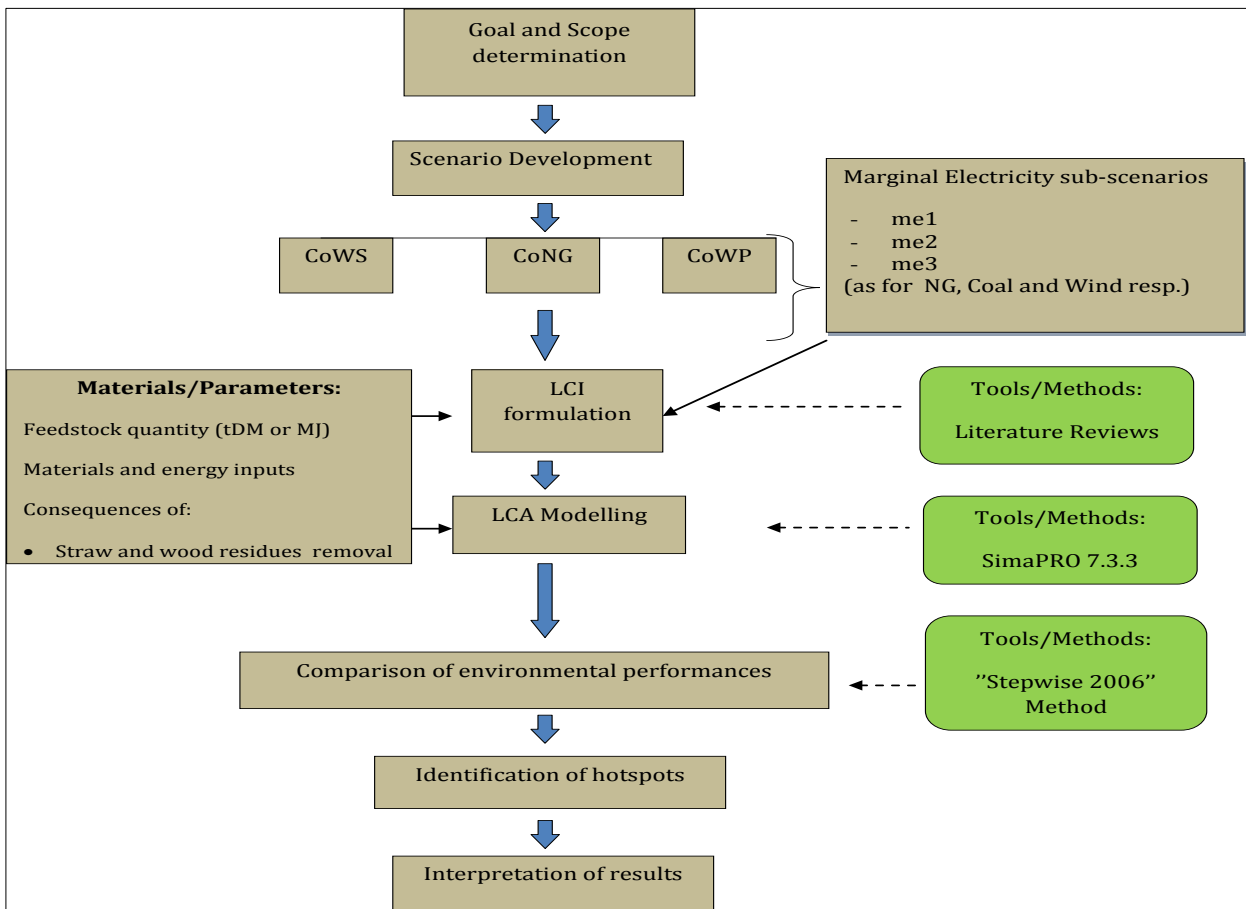 Goal and Scope
determination
Scenario Development
CoWS
CoNG
CoWP
Marginal Electricity sub-scenarios
- me1
- me2
- me3
(as for NG, Coal and Wind resp.)
Materials/Parameters:
Feedstock quantity (tDM or MJ)
Materials and energy inputs
Consequences of:
• Straw and wood residues removal
LCI
formulation
Tools/Methods:
Literature Reviews
LCA Modelling
Tools/Methods:
SimaPRO 7.3.3
Comparison of environmental performances
Tools/Methods:
”Stepwise 2006”
Method
Identification of hotspots
Interpretation of results